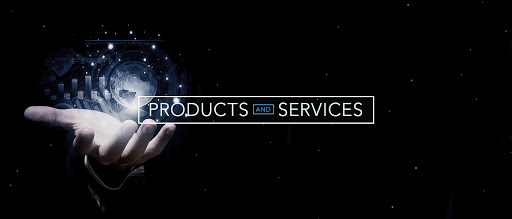 PRODUCTS AND SERVICES